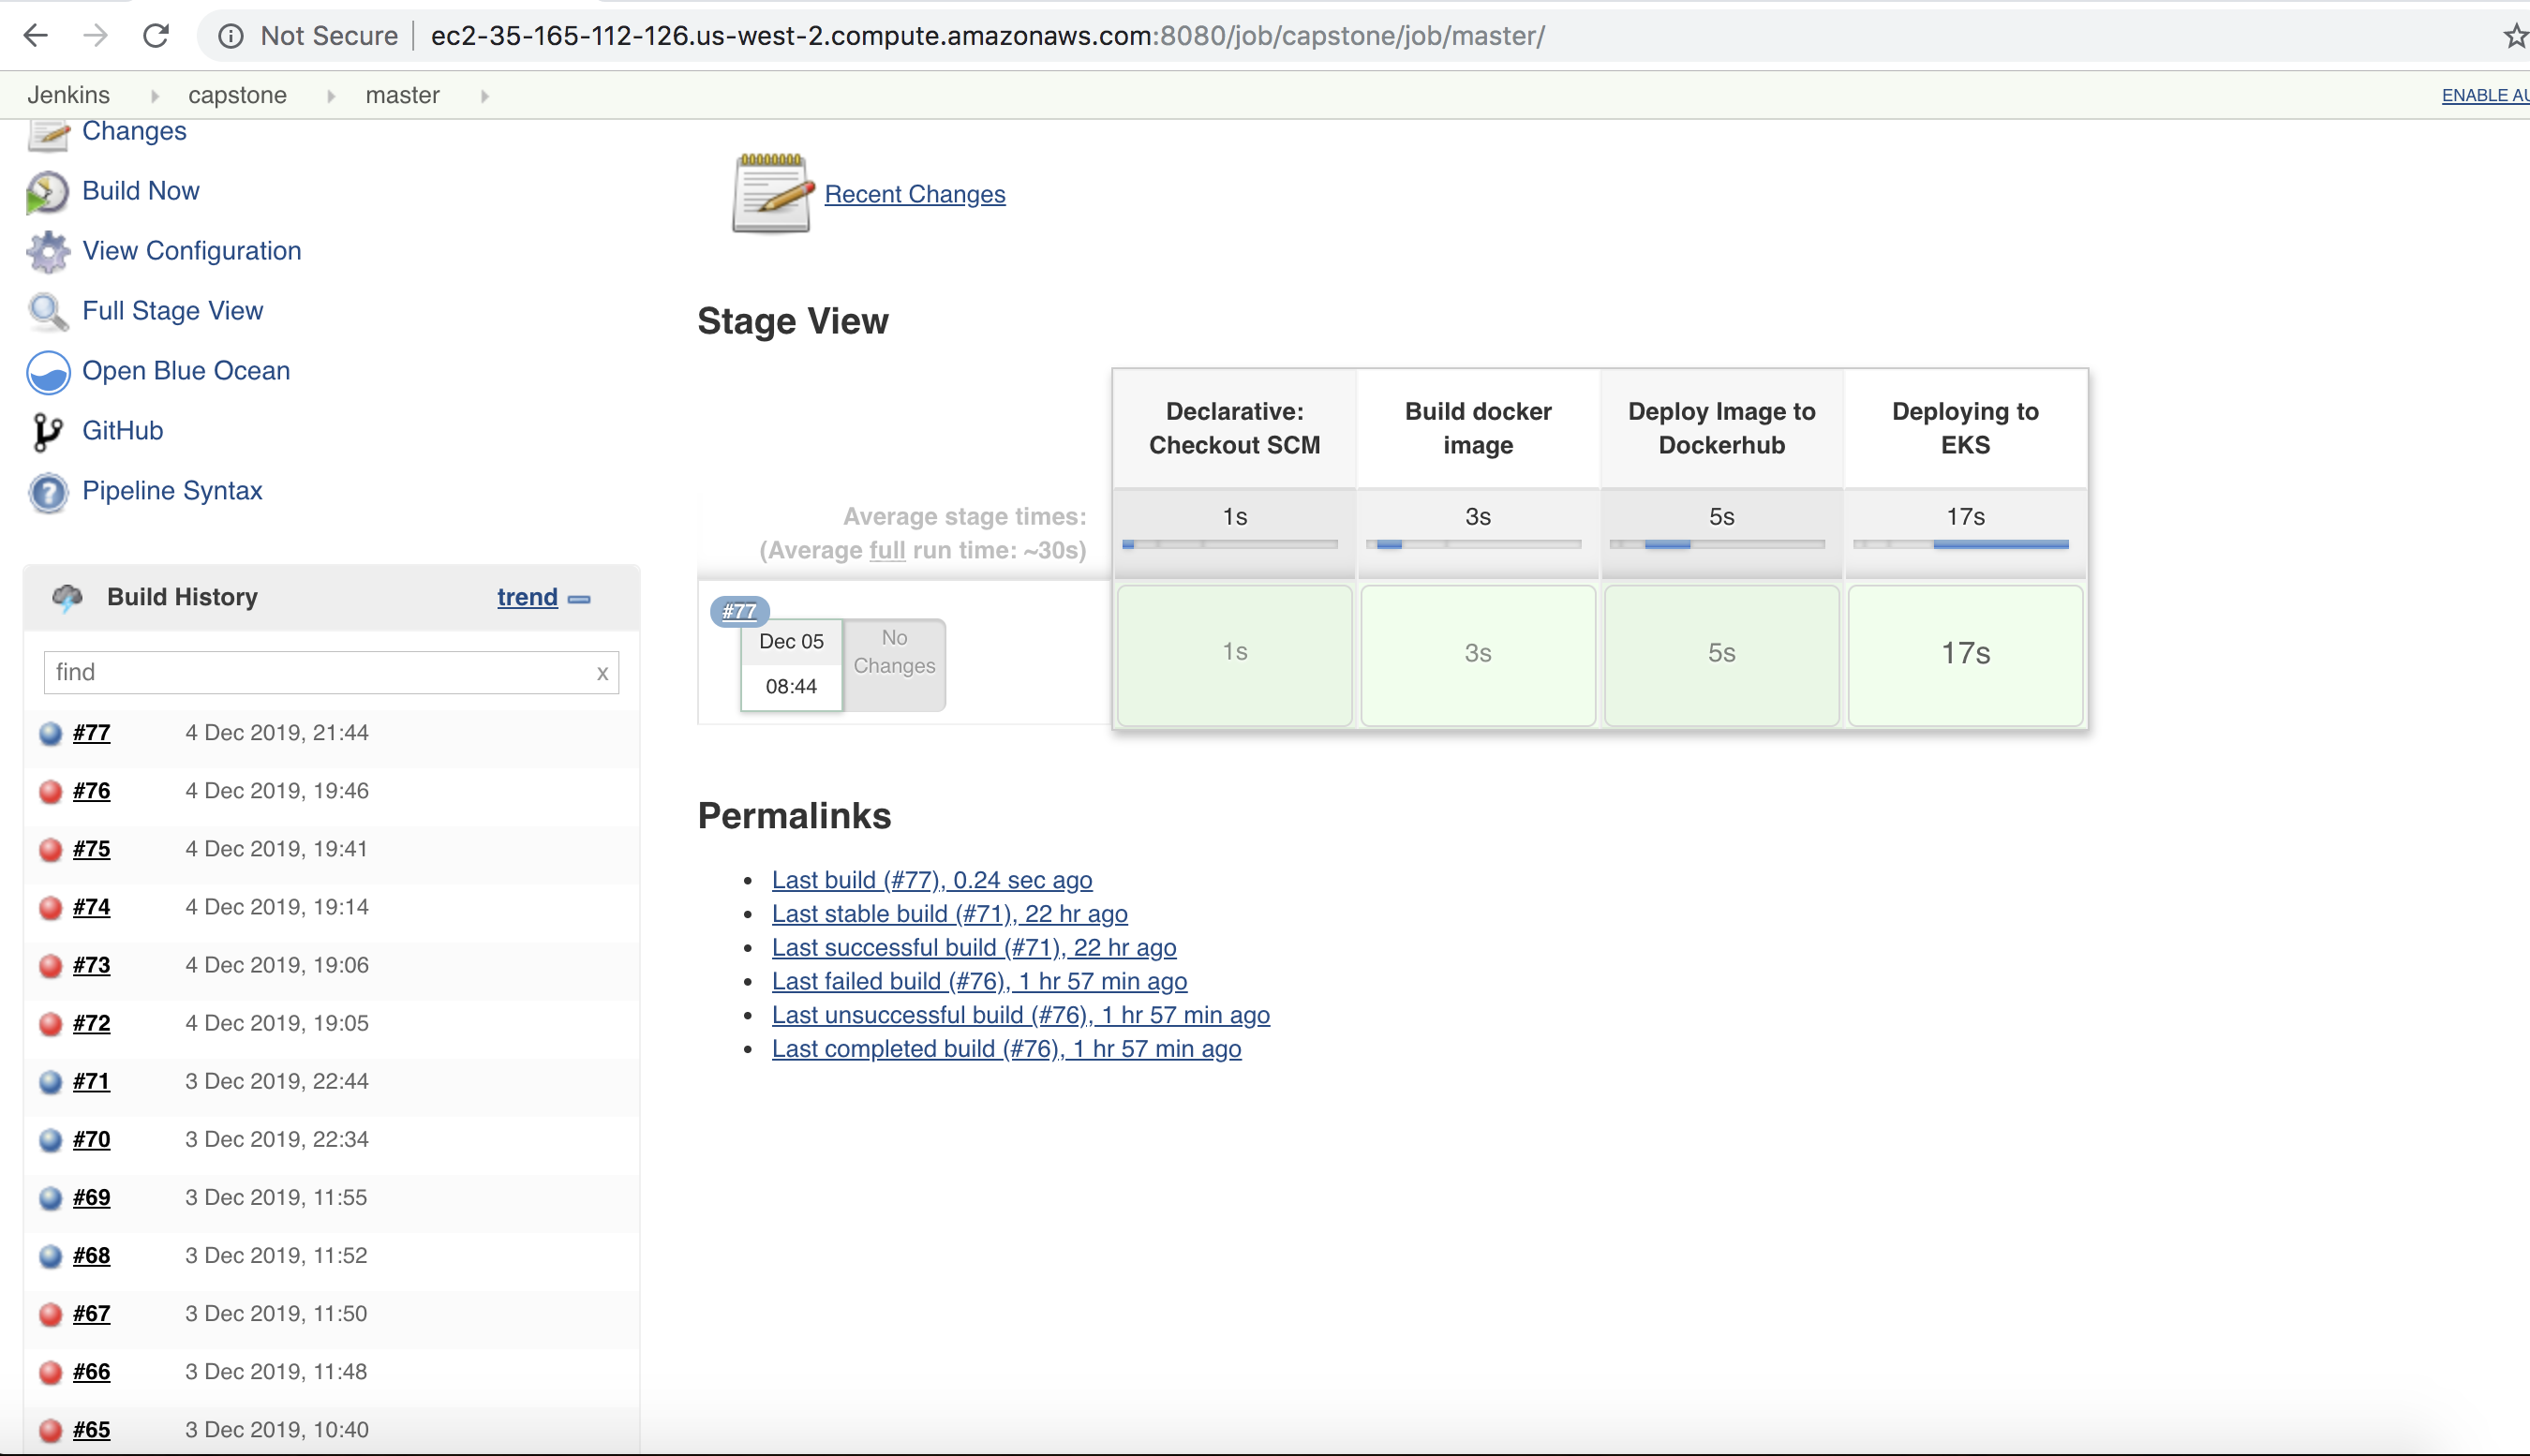 Not Secure ec2-35-165-112-126.us-west-2.compute.amazonaws.com:8080/job/capstone/job/master/
Jenkins capstone master ENABLE AU
Changes
Build Now
View Configuration
Full Stage View
Open Blue Ocean
GitHub
Pipeline Syntax
Build History trend
find x
#77 4 Dec 2019, 21:44
#76 4 Dec 2019, 19:46
#75 4 Dec 2019, 19:41
#74 4 Dec 2019, 19:14
#73 4 Dec 2019, 19:06
#72 4 Dec 2019, 19:05
#71 3 Dec 2019, 22:44
#70 3 Dec 2019, 22:34
#69 3 Dec 2019, 11:55
#68 3 Dec 2019, 11:52
#67 3 Dec 2019, 11:50
#66 3 Dec 2019, 11:48
#65 3 Dec 2019, 10:40
Recent Changes
Stage View
Declarative: Build docker Deploy Image to Deploying to
Checkout SCM image Dockerhub EKS
Average stage times: 1s 3s 5s 17s
(Average full run time: ~30s)
#77
Dec 05 No
Changes
08:44
1s 3s 5s 17s
Permalinks
Last build (#77), 0.24 sec ago
Last stable build (#71), 22 hr ago
Last successful build (#71), 22 hr ago
Last failed build (#76), 1 hr 57 min ago
Last unsuccessful build (#76), 1 hr 57 min ago
Last completed build (#76), 1 hr 57 min ago